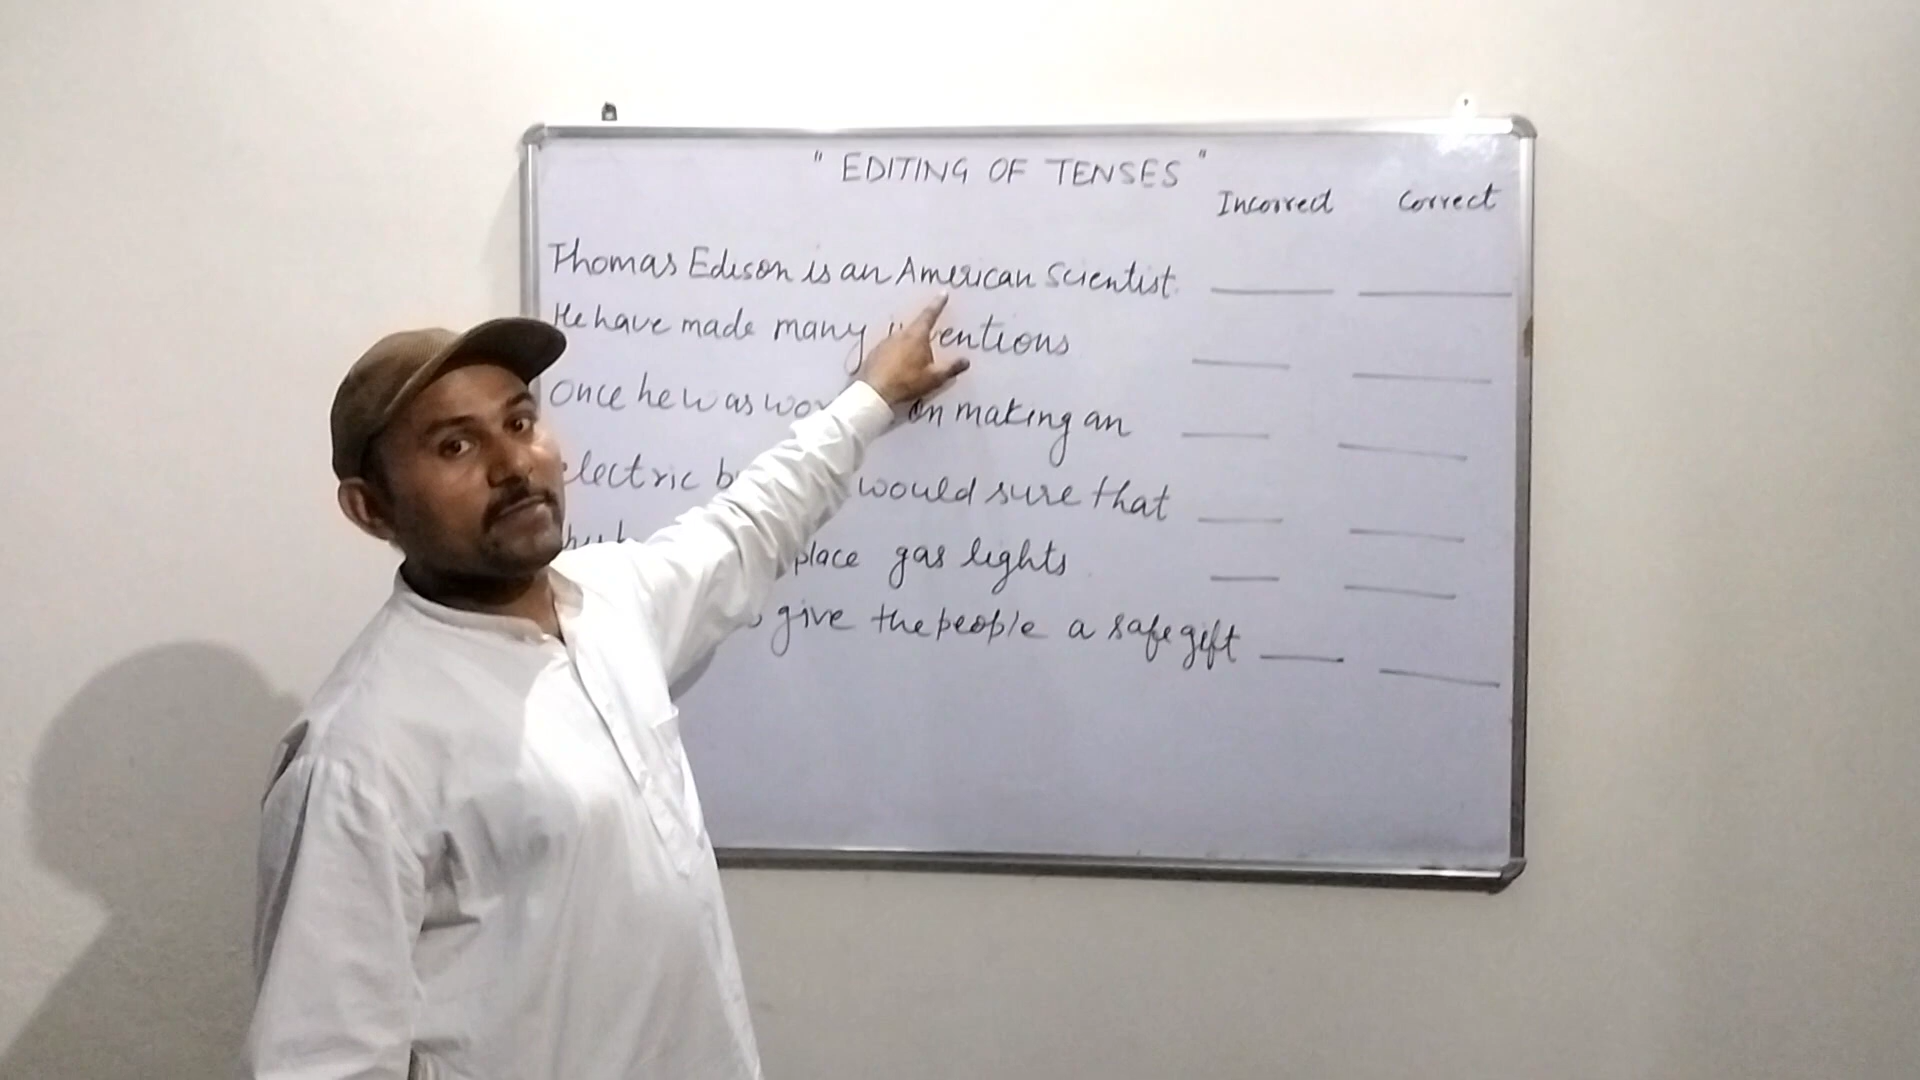 " EDITING OF TENSES "
Incorrect Correct
Thomas Edison is an American Scientist.
He have made many
Once he was on making an
electric would sure that
place gas lights
give the people a safe gift